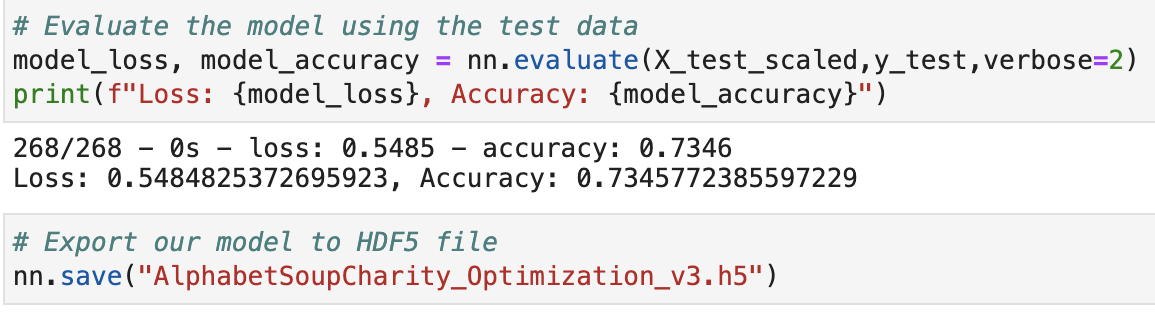 # Evaluate the model using the test data
model_loss, model_accuracy = nn.evaluate(X_test_scaled,y_test,verbose=2)
print(f"Loss: {model_loss}, Accuracy: {model_accuracy}")
268/268 - 0s - loss: 0.5485 - accuracy: 0.7346
Loss: 0.5484825372695923, Accuracy: 0.7345772385597229
# Export our model to HDF5 file
nn.save("AlphabetSoupCharity_Optimization_v3.h5")